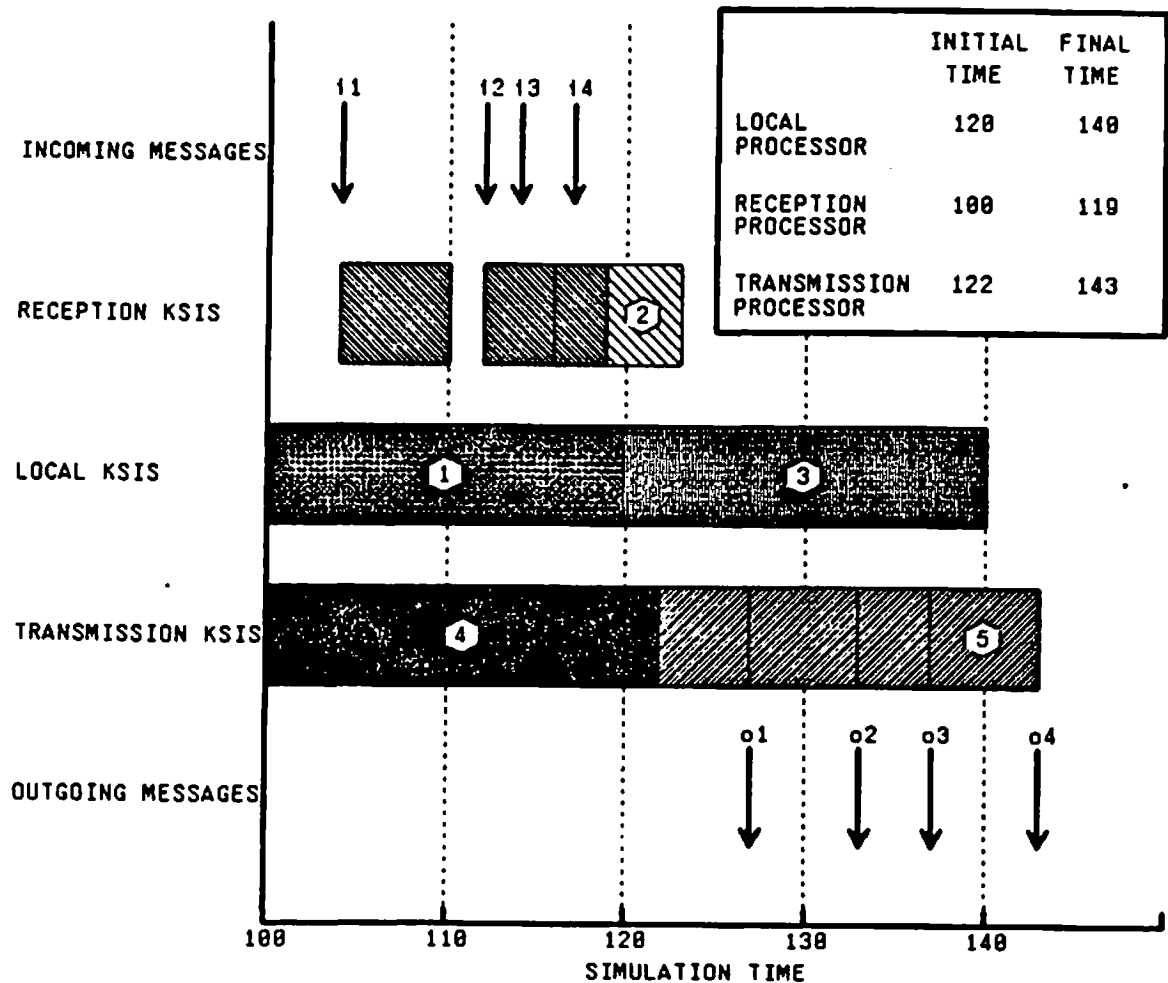 INITIAL FINAL
TIME TIME
LOCAL PROCESSOR 120 140
RECEPTION PROCESSOR 100 119
TRANSMISSION PROCESSOR 122 143
i1 i2 i3 i4
INCOMING MESSAGES
RECEPTION KSIS
2
LOCAL KSIS
1 3
TRANSMISSION KSIS
4 5
o1 o2 o3 o4
OUTGOING MESSAGES
100 110 120 130 140
SIMULATION TIME